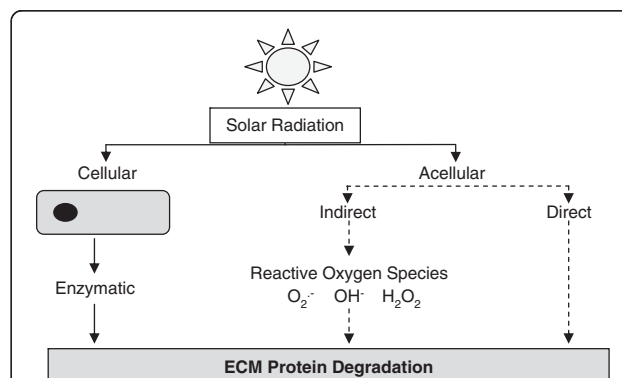 Solar Radiation
Cellular Acellular
Indirect Direct
Reactive Oxygen Species
Enzymatic
O₂·⁻ OH⁻ H₂O₂
ECM Protein Degradation